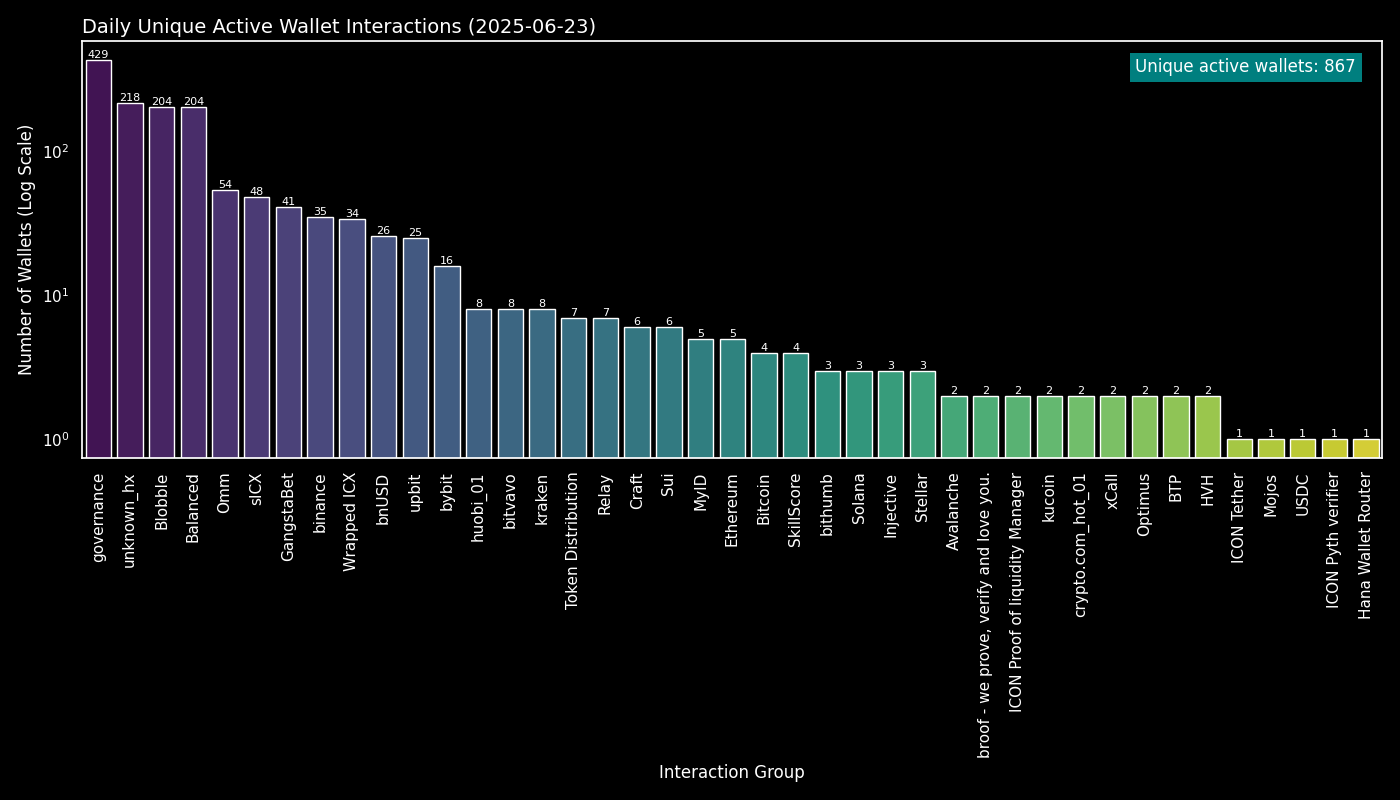 Daily Unique Active Wallet Interactions (2025-06-23)
Unique active wallets: 867
Number of Wallets (Log Scale)
10²
10¹
10⁰
429
218
204
204
54
48
41
35
34
26
25
16
8
8
8
7
7
6
6
5
5
4
4
3
3
3
3
2
2
2
2
2
2
2
2
2
1
1
1
1
1
governance
unknown_hx
Blobble
Balanced
Omm
sICX
GangstaBet
binance
Wrapped ICX
bnUSD
upbit
bybit
huobi_01
bitvavo
kraken
Token Distribution
Relay
Craft
Sui
MyID
Ethereum
Bitcoin
SkillScore
bithumb
Solana
Injective
Stellar
Avalanche
broof - we prove, verify and love you.
ICON Proof of liquidity Manager
kucoin
crypto.com_hot_01
xCall
Optimus
BTP
HVH
ICON Tether
Mojos
USDC
ICON Pyth verifier
Hana Wallet Router
Interaction Group